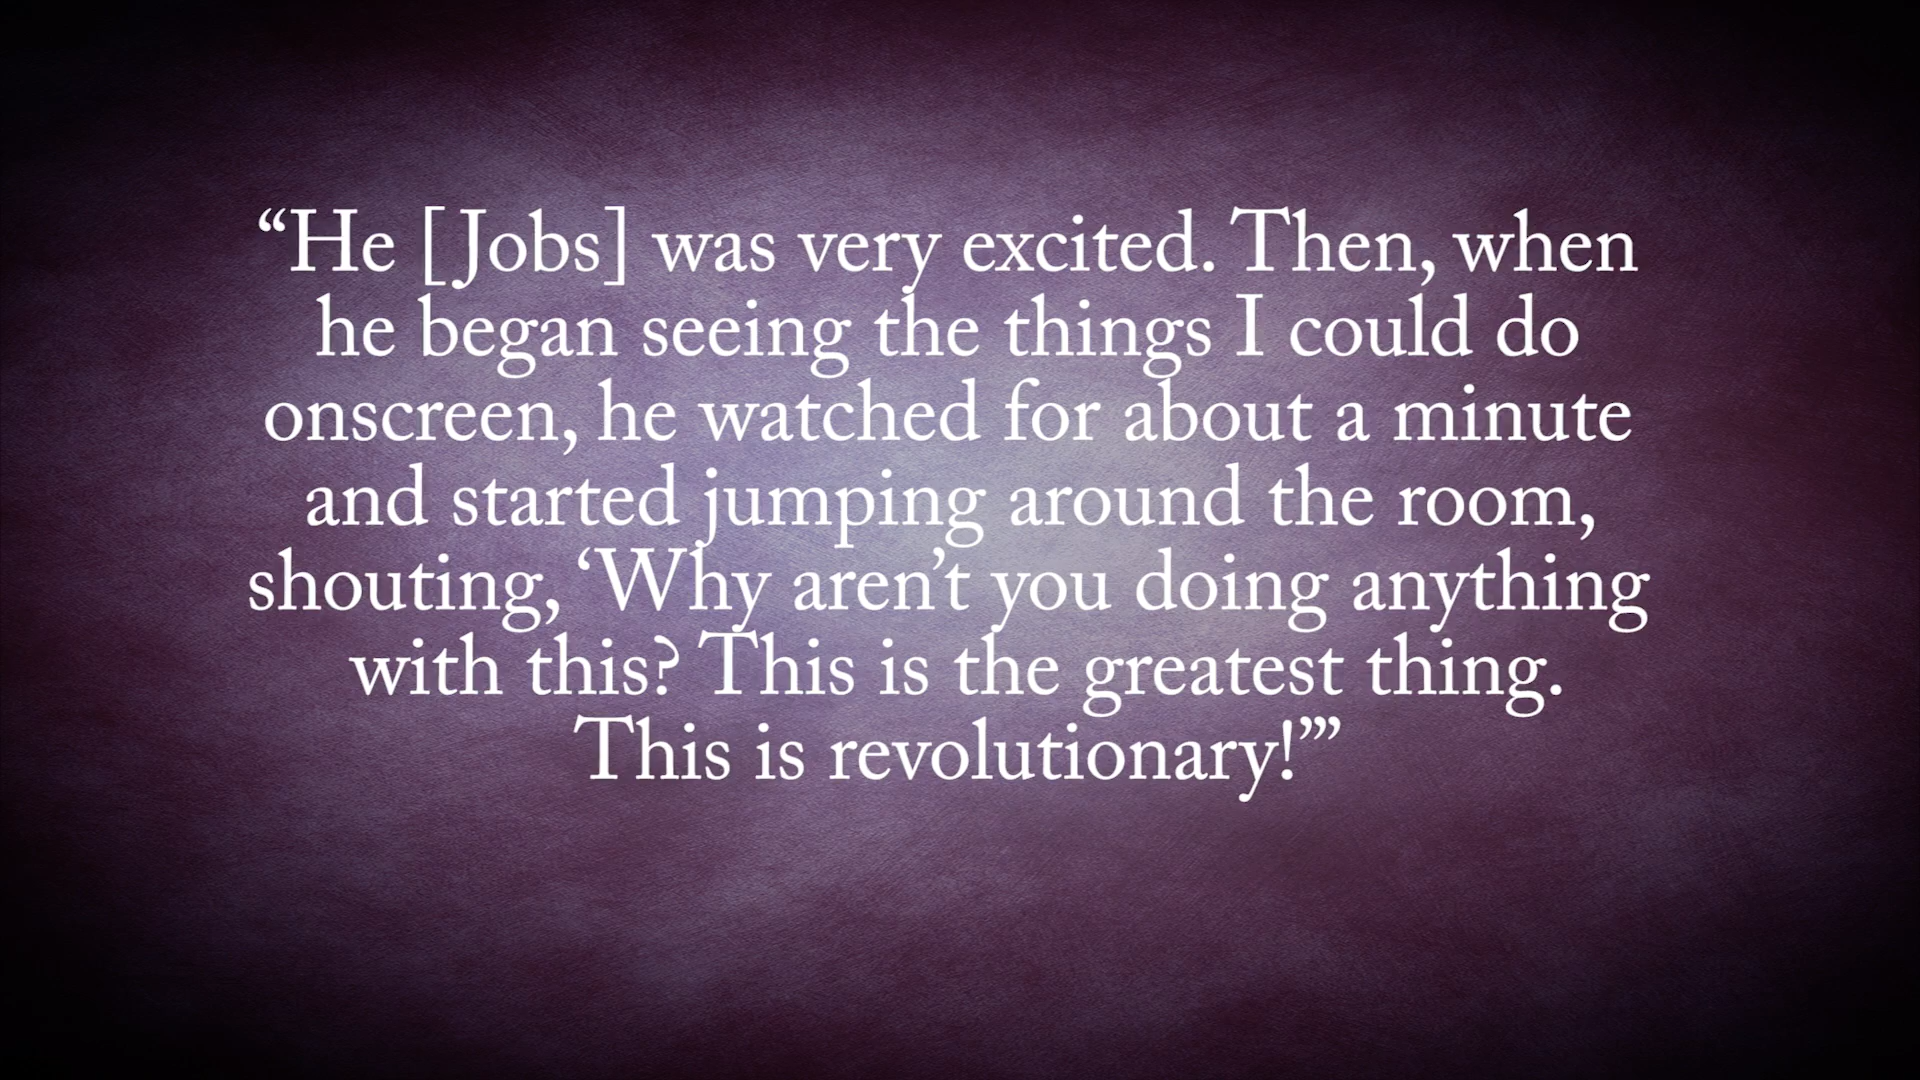 “He [Jobs] was very excited. Then, when
he began seeing the things I could do
onscreen, he watched for about a minute
and started jumping around the room,
shouting, ‘Why aren’t you doing anything
with this? This is the greatest thing.
This is revolutionary!’”